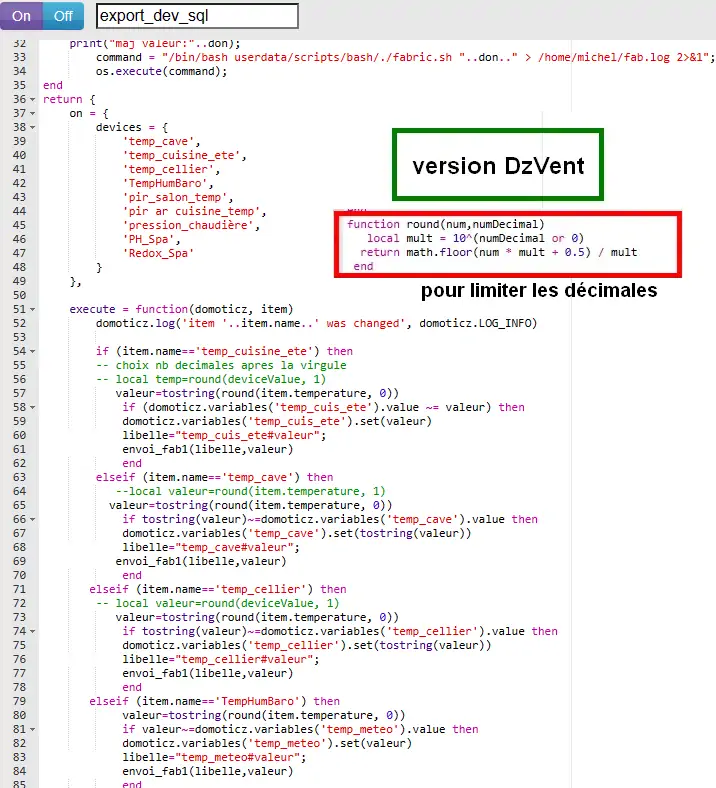 On Off export_dev_sql
32 print("maj valeur:"..don);
33 command = "/bin/bash userdata/scripts/bash/./fabric.sh "..don.." > /home/michel/fab.log 2>&1";
34 os.execute(command);
35 end
36 return {
37 on = {
38 devices = {
39 'temp_cave',
40 'temp_cuisine_ete',
41 'temp_cellier',
42 'TempHumBaro',
43 'pir_salon_temp',
44 'pir ar cuisine_temp',
45 'pression_chaudière',
46 'PH_Spa',
47 'Redox_Spa'
48 }
49 },
50
51 execute = function(domoticz, item)
52 domoticz.log('item '..item.name..' was changed', domoticz.LOG_INFO)
53
54 if (item.name=='temp_cuisine_ete') then
55 -- choix nb decimales apres la virgule
56 -- local temp=round(deviceValue, 1)
57 valeur=tostring(round(item.temperature, 0))
58 if (domoticz.variables('temp_cuis_ete').value ~= valeur) then
59 domoticz.variables('temp_cuis_ete').set(valeur)
60 libelle="temp_cuis_ete#valeur";
61 envoi_fab1(libelle,valeur)
62 end
63 elseif (item.name=='temp_cave') then
64 --local valeur=round(item.temperature, 1)
65 valeur=tostring(round(item.temperature, 0))
66 if tostring(valeur)~=domoticz.variables('temp_cave').value then
67 domoticz.variables('temp_cave').set(tostring(valeur))
68 libelle="temp_cave#valeur";
69 envoi_fab1(libelle,valeur)
70 end
71 elseif (item.name=='temp_cellier') then
72 -- local valeur=round(deviceValue, 1)
73 valeur=tostring(round(item.temperature, 0))
74 if tostring(valeur)~=domoticz.variables('temp_cellier').value then
75 domoticz.variables('temp_cellier').set(tostring(valeur))
76 libelle="temp_cellier#valeur";
77 envoi_fab1(libelle,valeur)
78 end
79 elseif (item.name=='TempHumBaro') then
80 valeur=tostring(round(item.temperature, 0))
81 if valeur~=domoticz.variables('temp_meteo').value then
82 domoticz.variables('temp_meteo').set(valeur)
83 libelle="temp_meteo#valeur";
84 envoi_fab1(libelle,valeur)
85 end
version DzVent
function round(num,numDecimal)
local mult = 10^(numDecimal or 0)
return math.floor(num * mult + 0.5) / mult
end
pour limiter les décimales